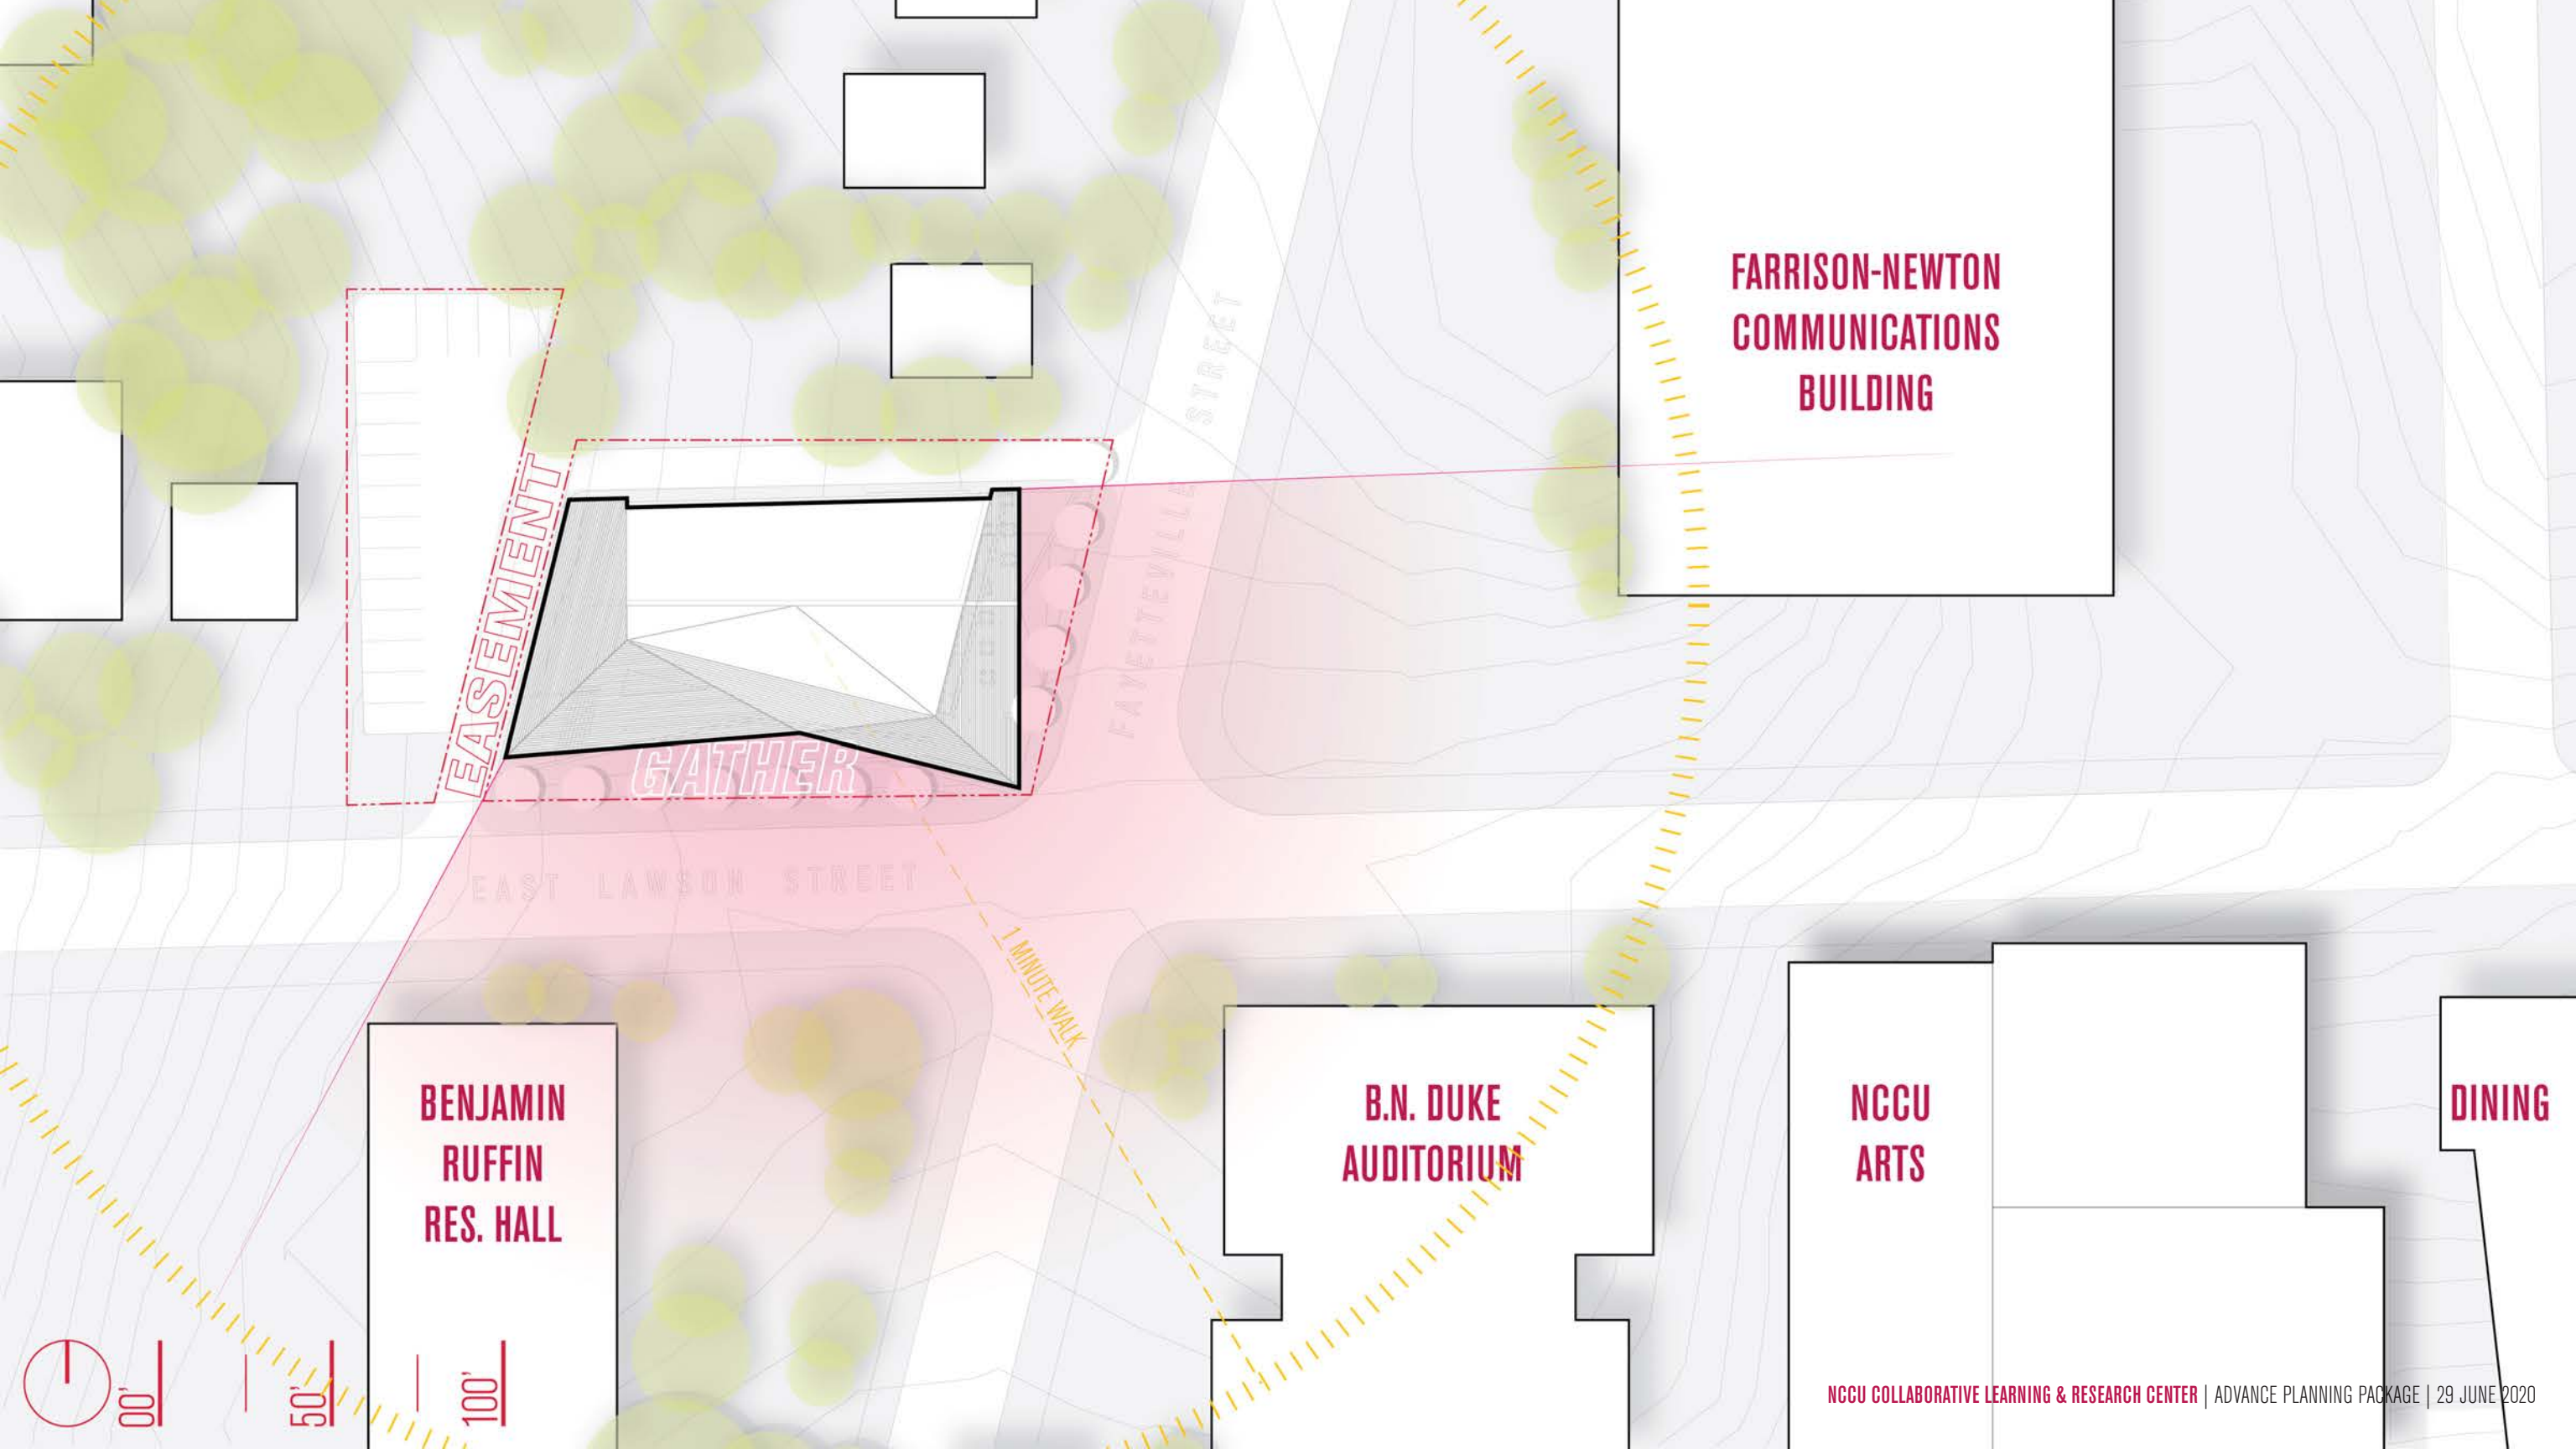 FARRISON-NEWTON
COMMUNICATIONS
BUILDING
FAYETTEVILLE STREET
EASEMENT
GATHER
EAST LAWSON STREET
1 MINUTE WALK
BENJAMIN
RUFFIN
RES. HALL
B.N. DUKE
AUDITORIUM
NCCU
ARTS
DINING
00'
50'
100'
NCCU COLLABORATIVE LEARNING & RESEARCH CENTER | ADVANCE PLANNING PACKAGE | 29 JUNE 2020